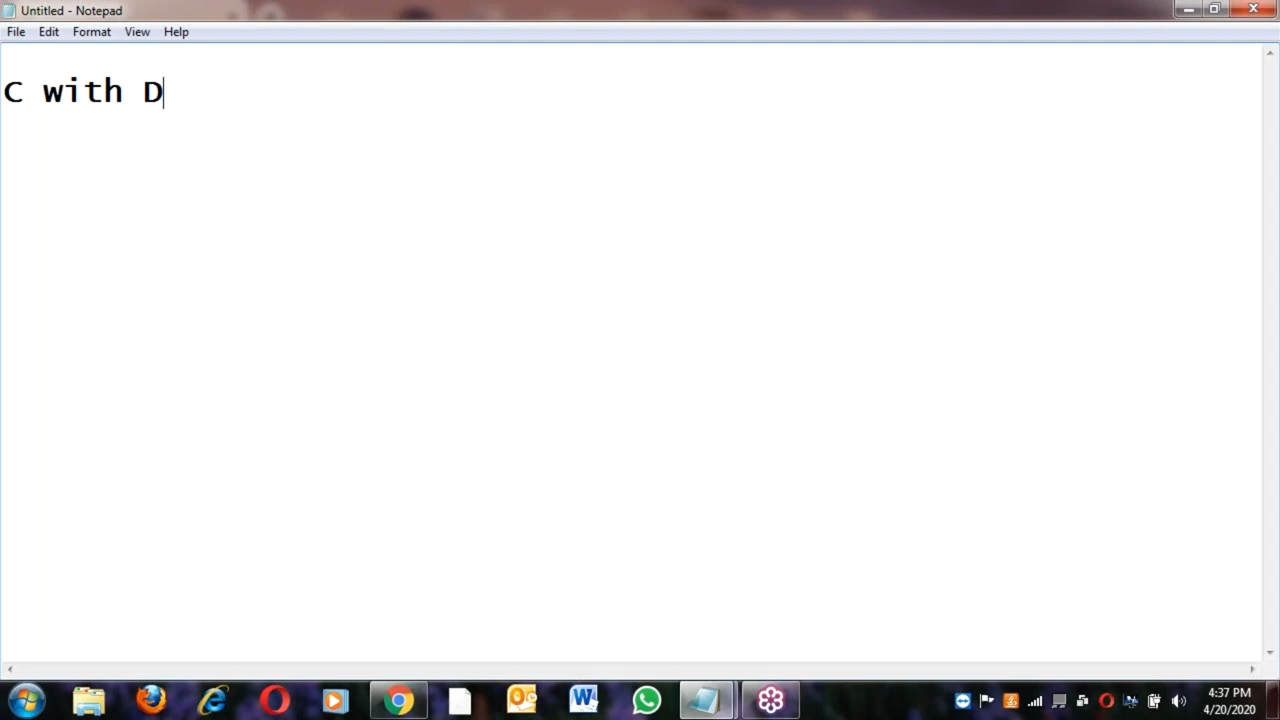 Untitled - Notepad
File Edit Format View Help
C with D
4:37 PM
4/20/2020